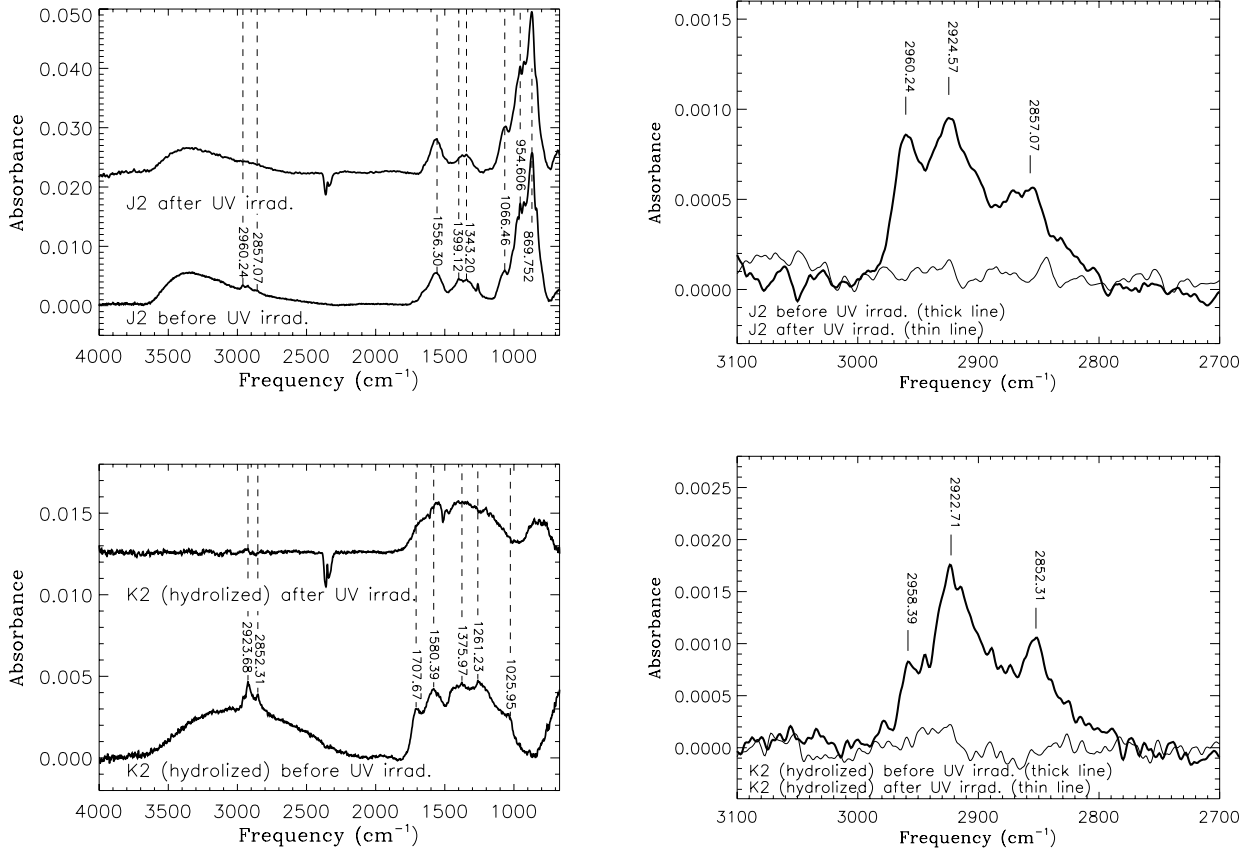 0.050
0.040
0.030
0.020
0.010
0.000
Absorbance
J2 after UV irrad.
2960.24
2857.07
1556.30
1399.12
1343.20
1066.46
954.606
869.752
J2 before UV irrad.
4000 3500 3000 2500 2000 1500 1000
Frequency (cm⁻¹)
0.0015
0.0010
0.0005
0.0000
Absorbance
2960.24
2924.57
2857.07
J2 before UV irrad. (thick line)
J2 after UV irrad. (thin line)
3100 3000 2900 2800 2700
Frequency (cm⁻¹)
0.015
0.010
0.005
0.000
Absorbance
K2 (hydrolized) after UV irrad.
2923.68
2852.31
1707.67
1580.39
1375.97
1261.23
1025.95
K2 (hydrolized) before UV irrad.
4000 3500 3000 2500 2000 1500 1000
Frequency (cm⁻¹)
0.0025
0.0020
0.0015
0.0010
0.0005
0.0000
Absorbance
2958.39
2922.71
2852.31
K2 (hydrolized) before UV irrad. (thick line)
K2 (hydrolized) after UV irrad. (thin line)
3100 3000 2900 2800 2700
Frequency (cm⁻¹)